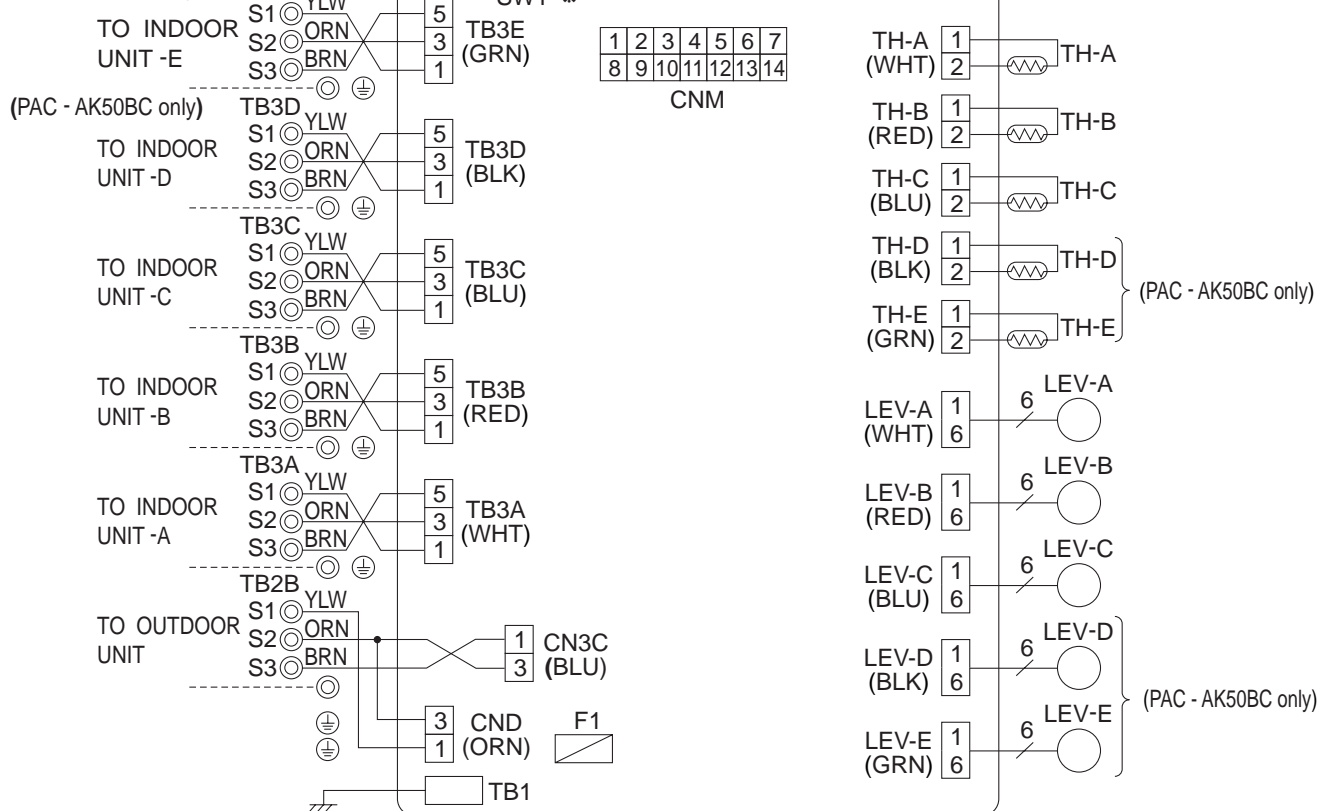 SW1 *
S1 YLW 5
TO INDOOR S2 ORN 3 TB3E
UNIT -E S3 BRN 1 (GRN)
(PAC - AK50BC only)
TB3D
S1 YLW 5
TO INDOOR S2 ORN 3 TB3D
UNIT -D S3 BRN 1 (BLK)
TB3C
S1 YLW 5
TO INDOOR S2 ORN 3 TB3C
UNIT -C S3 BRN 1 (BLU)
TB3B
S1 YLW 5
TO INDOOR S2 ORN 3 TB3B
UNIT -B S3 BRN 1 (RED)
TB3A
S1 YLW 5
TO INDOOR S2 ORN 3 TB3A
UNIT -A S3 BRN 1 (WHT)
TB2B
S1 YLW
TO OUTDOOR S2 ORN 1 CN3C
UNIT S3 BRN 3 (BLU)
3 CND F1
1 (ORN)
TB1
1 2 3 4 5 6 7
8 9 10 11 12 13 14
CNM
TH-A 1 TH-A
(WHT) 2
TH-B 1 TH-B
(RED) 2
TH-C 1 TH-C
(BLU) 2
TH-D 1 TH-D
(BLK) 2
(PAC - AK50BC only)
TH-E 1 TH-E
(GRN) 2
LEV-A
LEV-A 1 6
(WHT) 6
LEV-B
LEV-B 1 6
(RED) 6
LEV-C
LEV-C 1 6
(BLU) 6
LEV-D
LEV-D 1 6
(BLK) 6
(PAC - AK50BC only)
LEV-E
LEV-E 1 6
(GRN) 6